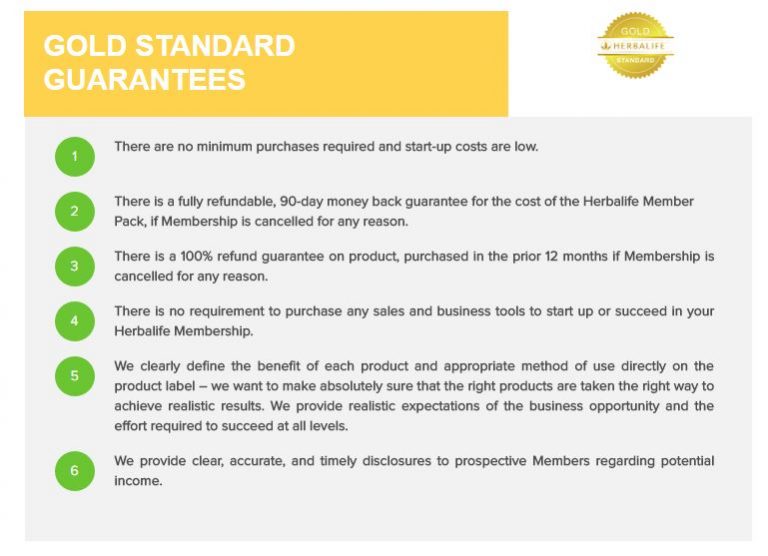 GOLD STANDARD
GUARANTEES
GOLD
HERBALIFE
STANDARD
1
There are no minimum purchases required and start-up costs are low.
2
There is a fully refundable, 90-day money back guarantee for the cost of the Herbalife Member
Pack, if Membership is cancelled for any reason.
3
There is a 100% refund guarantee on product, purchased in the prior 12 months if Membership is
cancelled for any reason.
4
There is no requirement to purchase any sales and business tools to start up or succeed in your
Herbalife Membership.
5
We clearly define the benefit of each product and appropriate method of use directly on the
product label – we want to make absolutely sure that the right products are taken the right way to
achieve realistic results. We provide realistic expectations of the business opportunity and the
effort required to succeed at all levels.
6
We provide clear, accurate, and timely disclosures to prospective Members regarding potential
income.